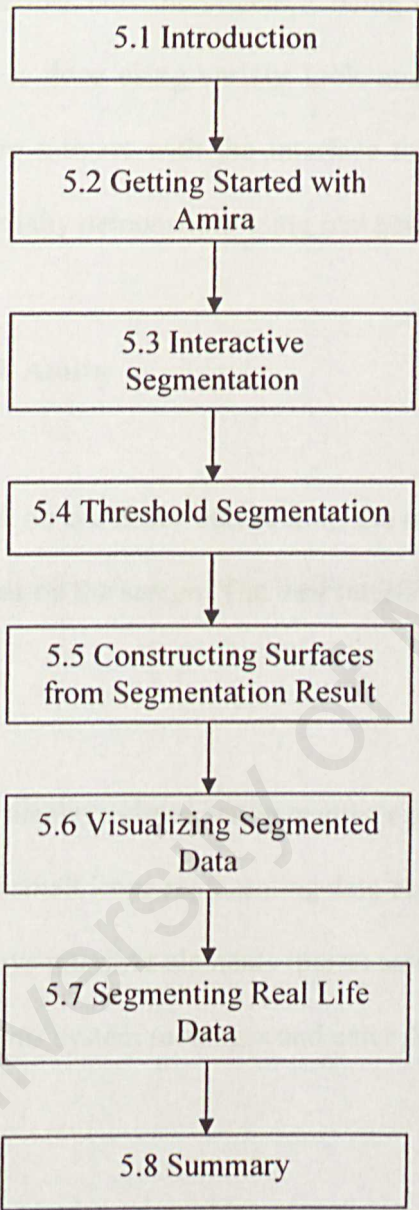 5.1 Introduction
5.2 Getting Started with
Amira
5.3 Interactive
Segmentation
5.4 Threshold Segmentation
5.5 Constructing Surfaces
from Segmentation Result
5.6 Visualizing Segmented
Data
5.7 Segmenting Real Life
Data
5.8 Summary